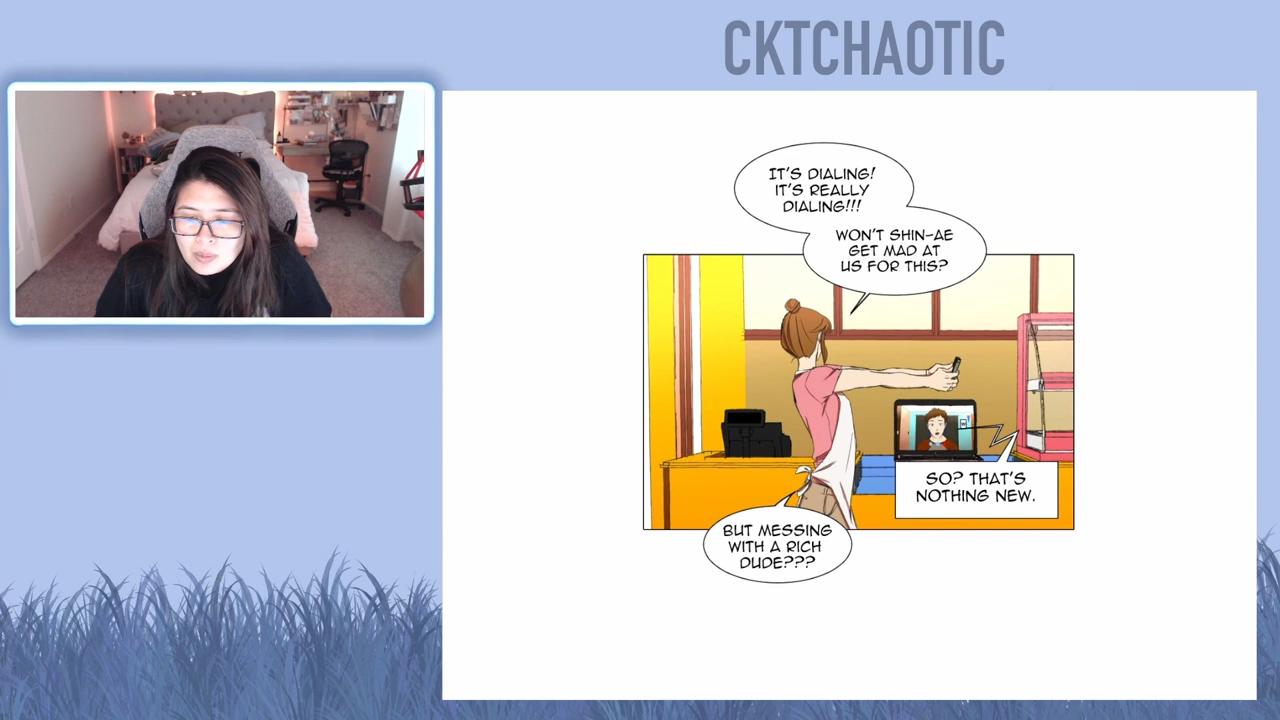 CKTCHAOTIC
IT'S DIALING!
IT'S REALLY
DIALING!!!
WON'T SHIN-AE
GET MAD AT
US FOR THIS?
SO? THAT'S
NOTHING NEW.
BUT MESSING
WITH A RICH
DUDE???